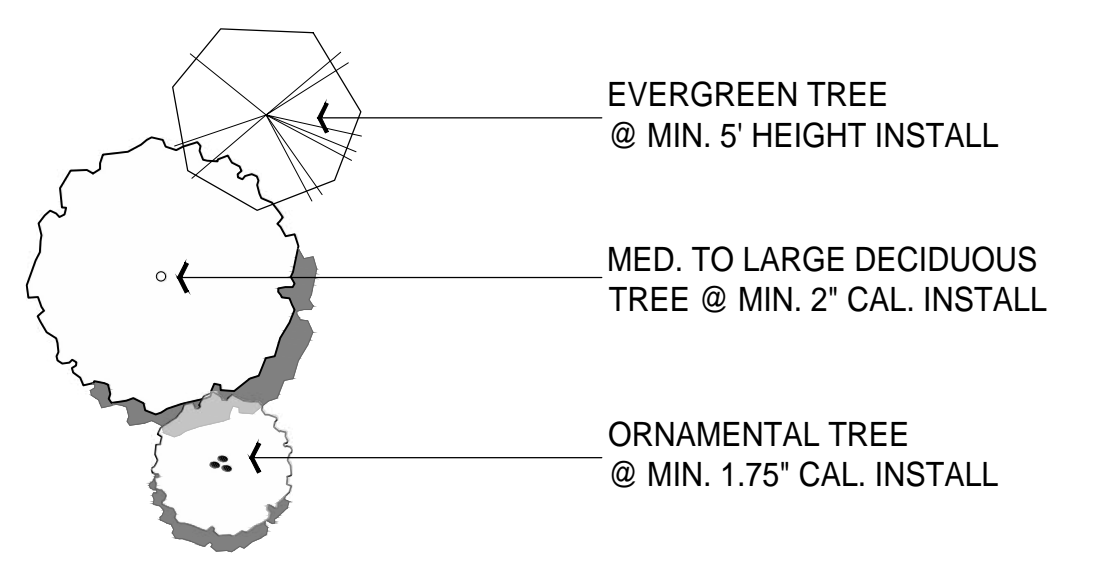 EVERGREEN TREE
@ MIN. 5' HEIGHT INSTALL
MED. TO LARGE DECIDUOUS
TREE @ MIN. 2" CAL. INSTALL
ORNAMENTAL TREE
@ MIN. 1.75" CAL. INSTALL